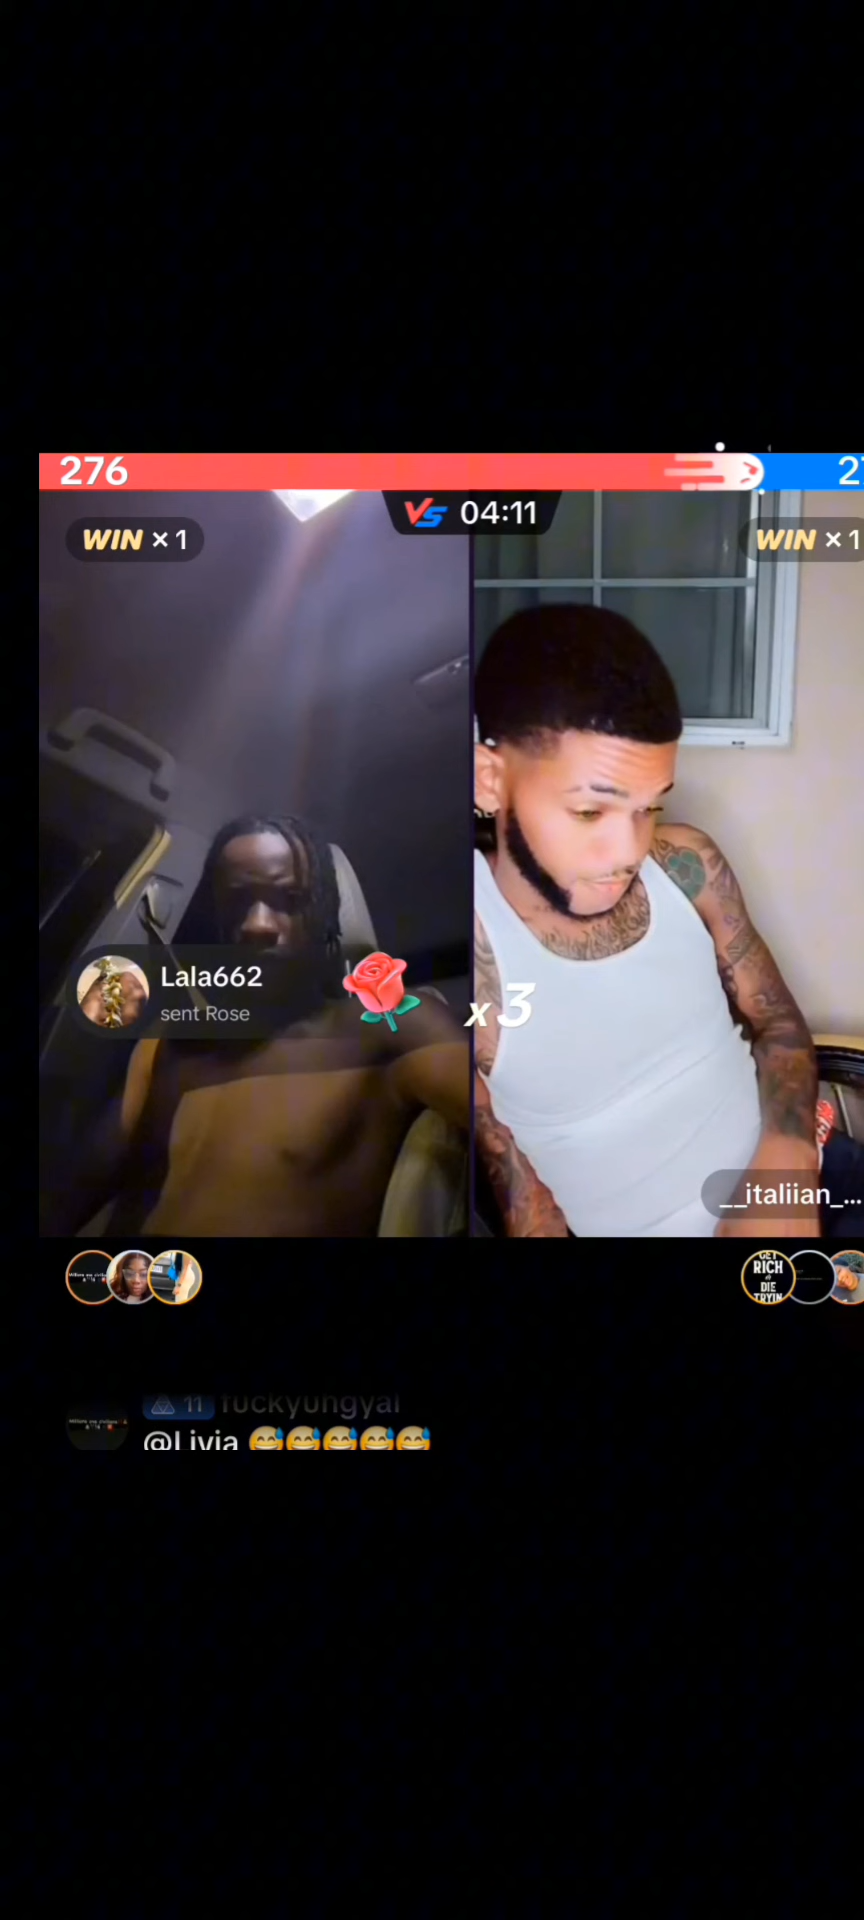 276
27
VS 04:11
WIN × 1
WIN × 1
Lala662
sent Rose
x3
__italiian_...
GET
RICH
DIE
TRYIN
11 fuckyungyal
@Livia 😅😅😅😅😅